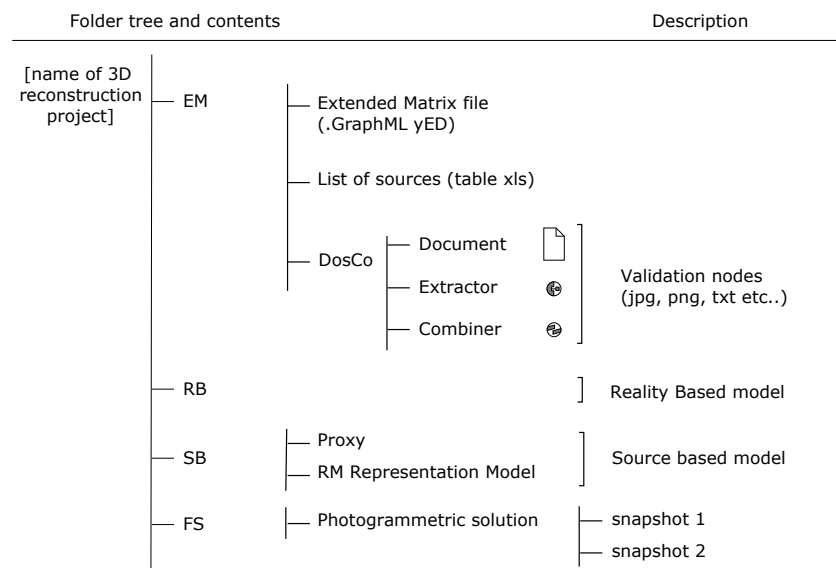 Folder tree and contents
Description
[name of 3D
reconstruction
project]
EM
Extended Matrix file
(.GraphML yED)
List of sources (table xls)
DosCo
Document
Extractor
Combiner
Validation nodes
(jpg, png, txt etc..)
RB
Reality Based model
SB
Proxy
RM Representation Model
Source based model
FS
Photogrammetric solution
snapshot 1
snapshot 2